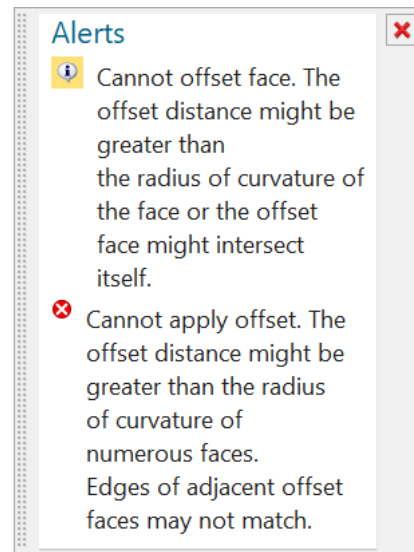 Alerts
Cannot offset face. The
offset distance might be
greater than
the radius of curvature of
the face or the offset
face might intersect
itself.
Cannot apply offset. The
offset distance might be
greater than the radius
of curvature of
numerous faces.
Edges of adjacent offset
faces may not match.